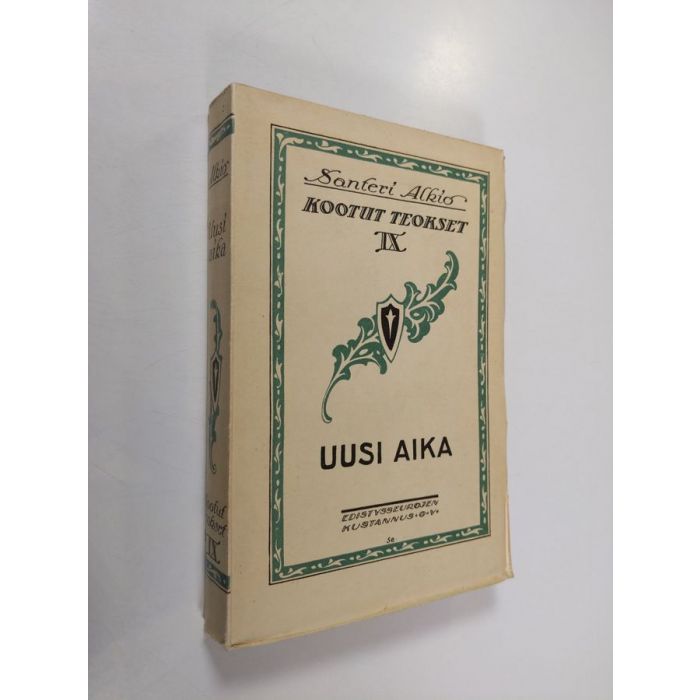 Santeri Alkio
KOOTUT TEOKSET
IX
UUSI AIKA
EDISTYSSEUROJEN
KUSTANNUS-O-Y-
Alkio
Uusi
aika
Kootut
teokset
IX